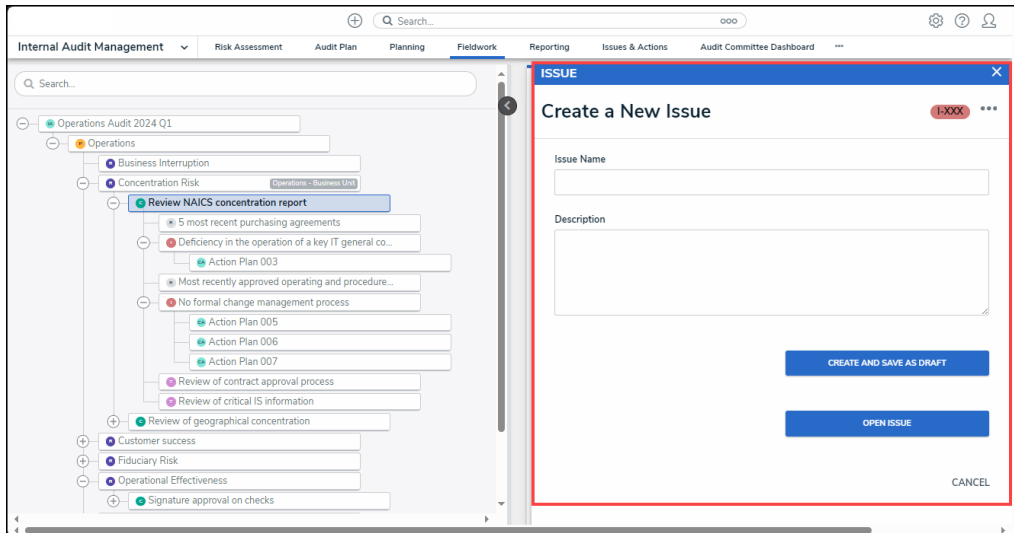 Search...
Internal Audit Management
Risk Assessment
Audit Plan
Planning
Fieldwork
Reporting
Issues & Actions
Audit Committee Dashboard
Search...
Operations Audit 2024 Q1
P Operations
R Business Interruption
R Concentration Risk
Operations - Business Unit
C Review NAICS concentration report
5 most recent purchasing agreements
I Deficiency in the operation of a key IT general co...
CA Action Plan 003
Most recently approved operating and procedure...
I No formal change management process
CA Action Plan 005
CA Action Plan 006
CA Action Plan 007
Review of contract approval process
Review of critical IS information
C Review of geographical concentration
R Customer success
R Fiduciary Risk
R Operational Effectiveness
C Signature approval on checks
ISSUE
Create a New Issue
I-XXX
Issue Name
Description
CREATE AND SAVE AS DRAFT
OPEN ISSUE
CANCEL